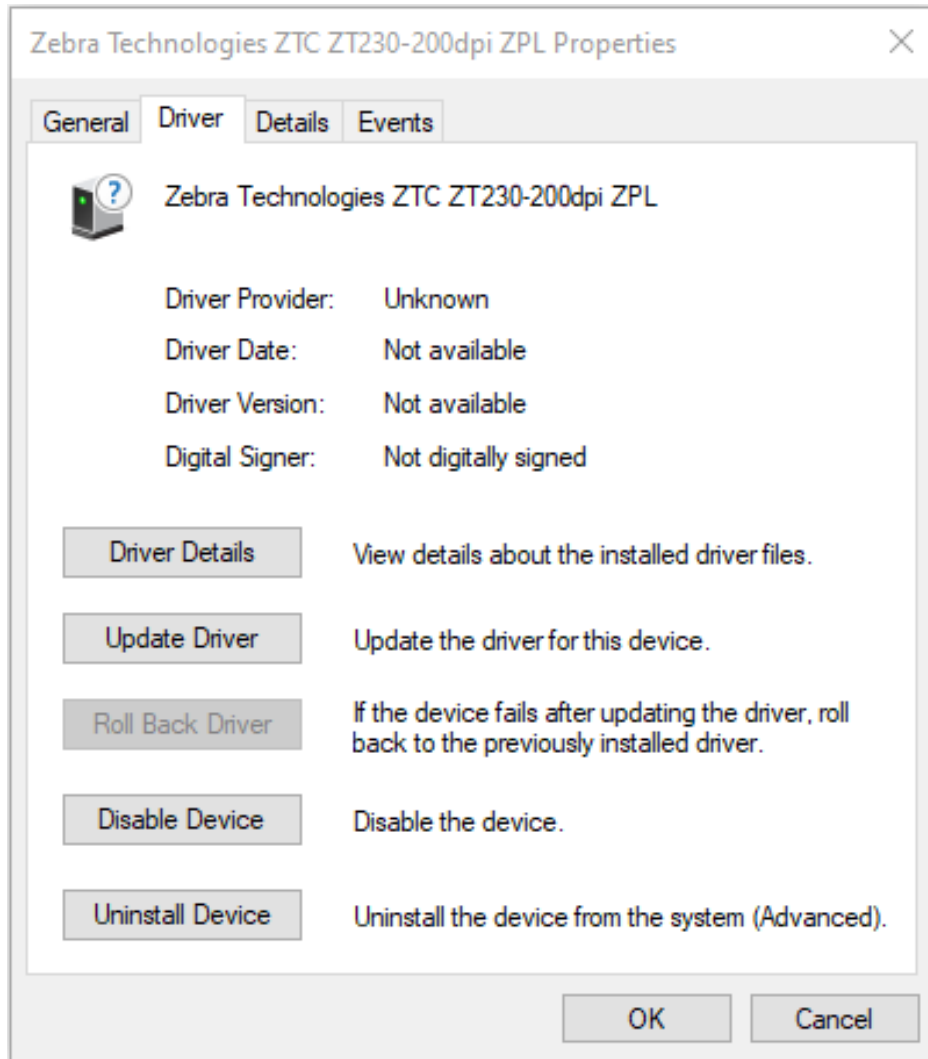 Zebra Technologies ZTC ZT230-200dpi ZPL Properties
General Driver Details Events
Zebra Technologies ZTC ZT230-200dpi ZPL
Driver Provider: Unknown
Driver Date: Not available
Driver Version: Not available
Digital Signer: Not digitally signed
Driver Details View details about the installed driver files.
Update Driver Update the driver for this device.
Roll Back Driver If the device fails after updating the driver, roll
back to the previously installed driver.
Disable Device Disable the device.
Uninstall Device Uninstall the device from the system (Advanced).
OK Cancel